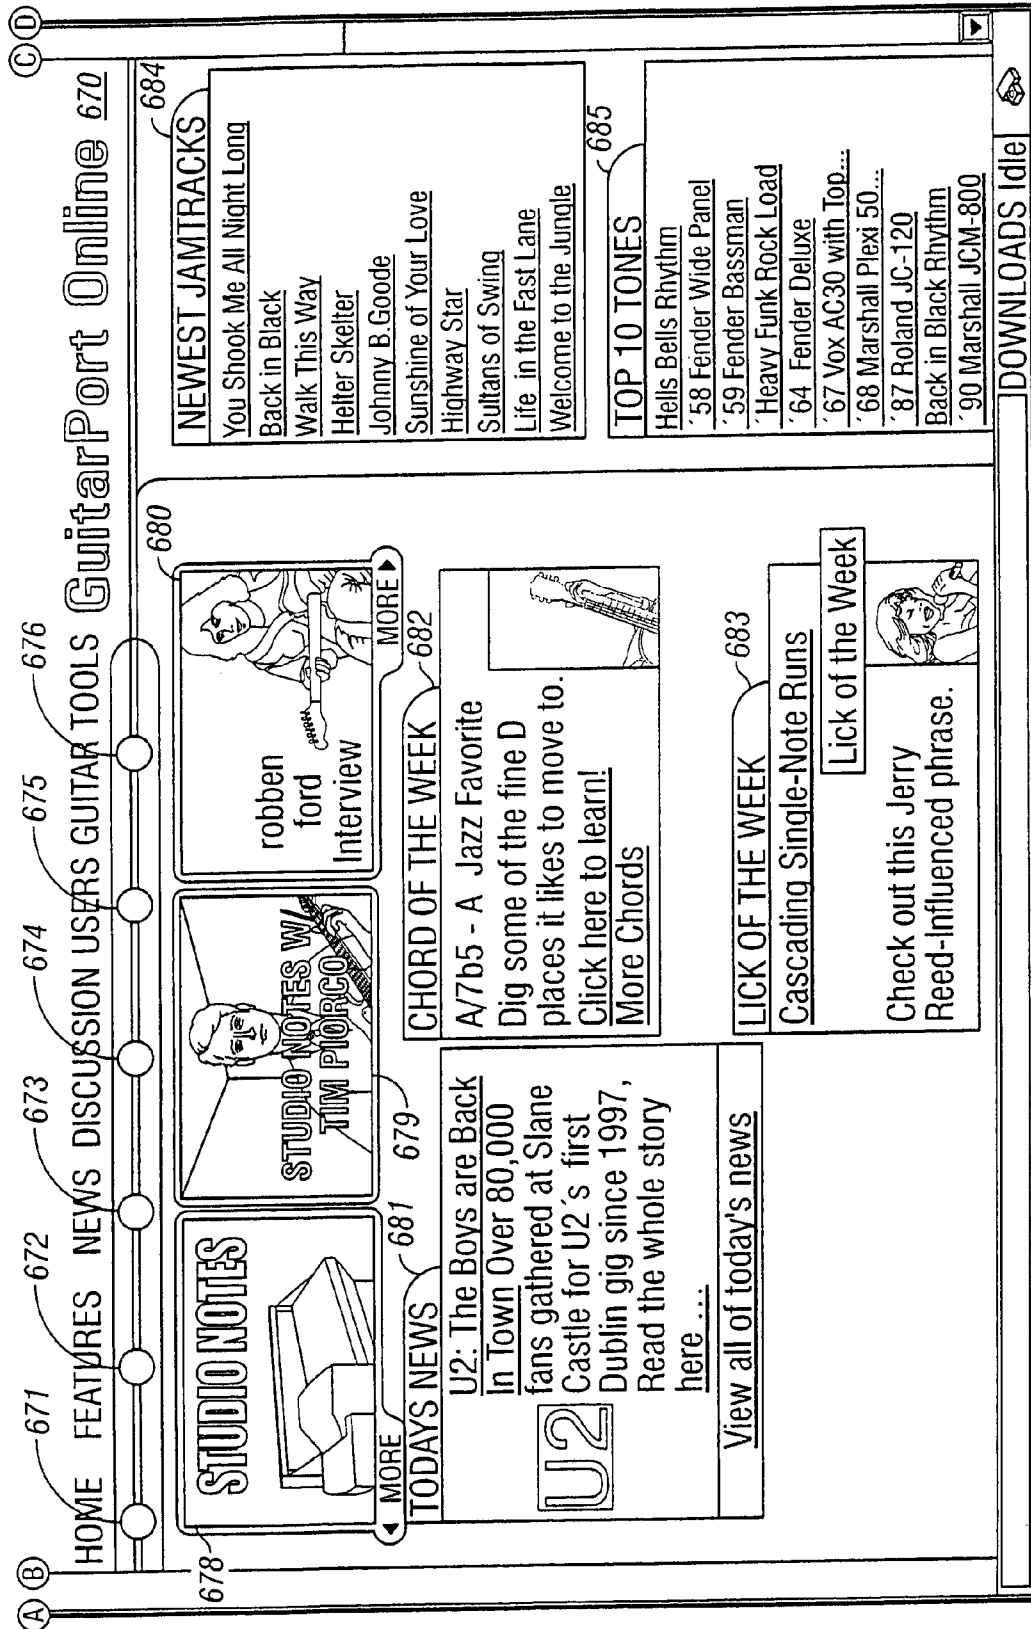 A B C D
671 672 673 674 675 676
HOME FEATURES NEWS DISCUSSION USERS GUITAR TOOLS GuitarPort Online 670
678
STUDIO NOTES
◄ MORE
STUDIO NOTES W/
TIM PIORCO
679
680
robben
ford
Interview
MORE ►
681
TODAYS NEWS
U2
U2: The Boys are Back
In Town Over 80,000
fans gathered at Slane
Castle for U2´s first
Dublin gig since 1997,
Read the whole story
here ...
View all of today's news
682
CHORD OF THE WEEK
A/7b5 - A Jazz Favorite
Dig some of the fine D
places it likes to move to.
Click here to learn!
More Chords
683
LICK OF THE WEEK
Cascading Single-Note Runs
Lick of the Week
Check out this Jerry
Reed-Influenced phrase.
684
NEWEST JAMTRACKS
You Shook Me All Night Long
Back in Black
Walk This Way
Helter Skelter
Johnny B.Goode
Sunshine of Your Love
Highway Star
Sultans of Swing
Life in the Fast Lane
Welcome to the Jungle
685
TOP 10 TONES
Hells Bells Rhythm
´58 Fender Wide Panel
´59 Fender Bassman
´Heavy Funk Rock Load
´64 Fender Deluxe
´67 Vox AC30 with Top...
´68 Marshall Plexi 50...
´87 Roland JC-120
Back in Black Rhythm
´90 Marshall JCM-800
DOWNLOADS Idle